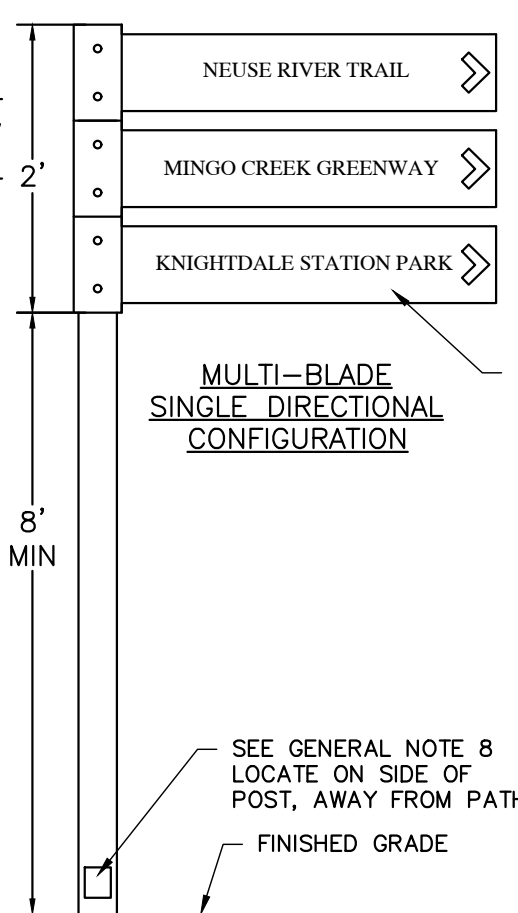 NEUSE RIVER TRAIL
MINGO CREEK GREENWAY
2'
KNIGHTDALE STATION PARK
MULTI-BLADE
SINGLE DIRECTIONAL
CONFIGURATION
8'
MIN
SEE GENERAL NOTE 8
LOCATE ON SIDE OF
POST, AWAY FROM PATH
FINISHED GRADE